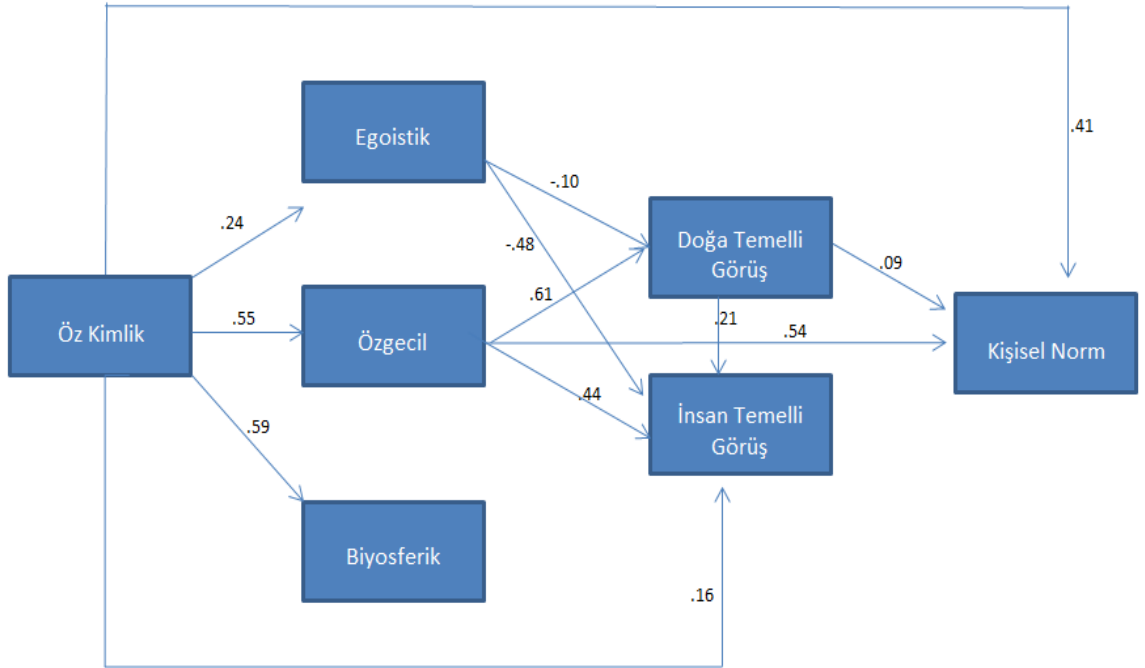 Egoistik
.41
-.10
Doğa Temelli
Görüş
.24
-.48
.09
.61
Öz Kimlik
.55
Özgecil
.21
.54
Kişisel Norm
.44
İnsan Temelli
Görüş
.59
Biyosferik
.16